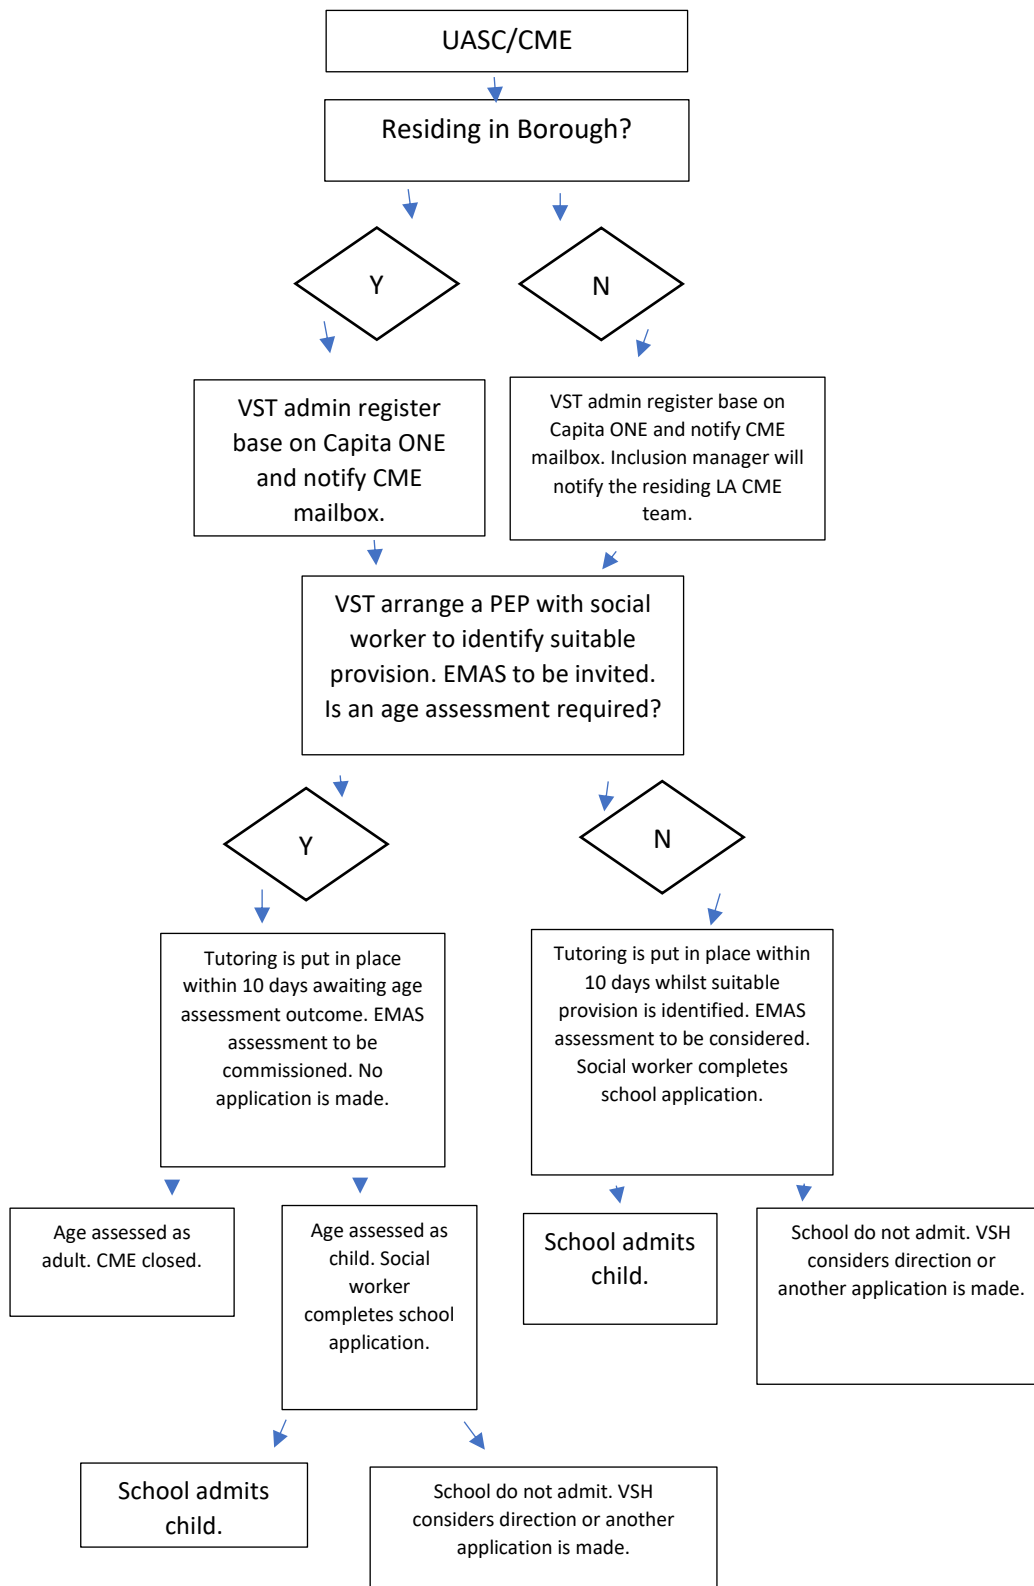 UASC/CME
Residing in Borough?
Y
N
VST admin register
base on Capita ONE
and notify CME
mailbox.
VST admin register base on
Capita ONE and notify CME
mailbox. Inclusion manager will
notify the residing LA CME
team.
VST arrange a PEP with social
worker to identify suitable
provision. EMAS to be invited.
Is an age assessment required?
Y
N
Tutoring is put in place
within 10 days awaiting age
assessment outcome. EMAS
assessment to be
commissioned. No
application is made.
Tutoring is put in place within
10 days whilst suitable
provision is identified. EMAS
assessment to be considered.
Social worker completes
school application.
Age assessed as
adult. CME closed.
Age assessed as
child. Social
worker
completes school
application.
School admits
child.
School do not admit. VSH
considers direction or
another application is made.
School admits
child.
School do not admit. VSH
considers direction or another
application is made.